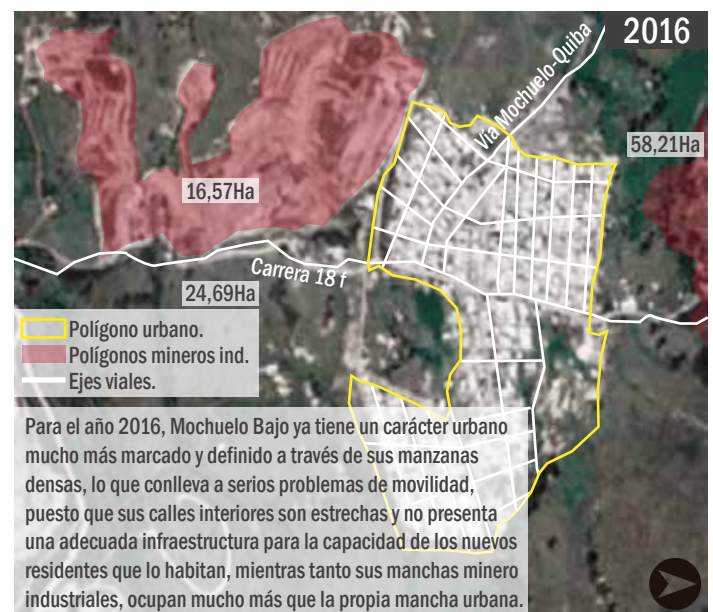 2016
Vía Mochuelo-Quiba
58,21Ha
16,57Ha
Carrera 18 f
24,69Ha
Polígono urbano.
Polígonos mineros ind.
Ejes viales.
Para el año 2016, Mochuelo Bajo ya tiene un carácter urbano
mucho más marcado y definido a través de sus manzanas
densas, lo que conlleva a serios problemas de movilidad,
puesto que sus calles interiores son estrechas y no presenta
una adecuada infraestructura para la capacidad de los nuevos
residentes que lo habitan, mientras tanto sus manchas minero
industriales, ocupan mucho más que la propia mancha urbana.